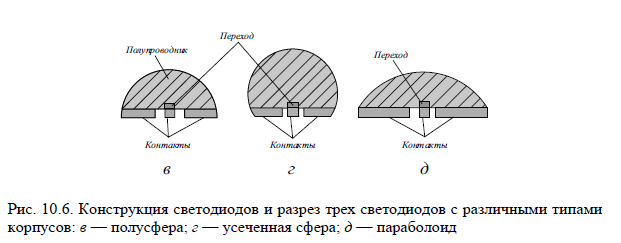 Переход
Полупроводник
Переход
Контакты
Контакты
Контакты
в
г
д
Рис. 10.6. Конструкция светодиодов и разрез трех светодиодов с различными типами
корпусов: в — полусфера; г — усеченная сфера; д — параболоид